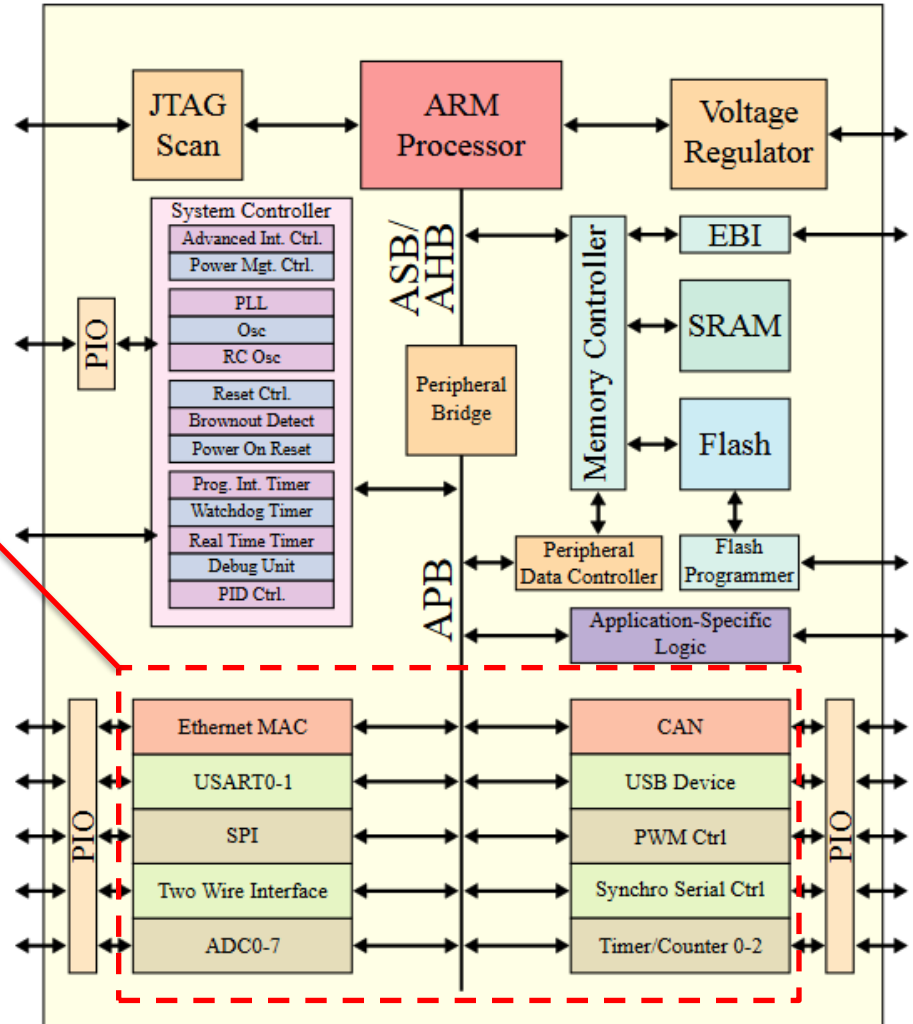 JTAG
Scan
ARM
Processor
Voltage
Regulator
System Controller
Advanced Int. Ctrl.
Power Mgt. Ctrl.
PLL
Osc
RC Osc
Reset Ctrl.
Brownout Detect
Power On Reset
Prog. Int. Timer
Watchdog Timer
Real Time Timer
Debug Unit
PID Ctrl.
PIO
ASB/
AHB
Peripheral
Bridge
APB
Memory Controller
EBI
SRAM
Flash
Peripheral
Data Controller
Flash
Programmer
Application-Specific
Logic
PIO
Ethernet MAC
USART0-1
SPI
Two Wire Interface
ADC0-7
CAN
USB Device
PWM Ctrl
Synchro Serial Ctrl
Timer/Counter 0-2
PIO